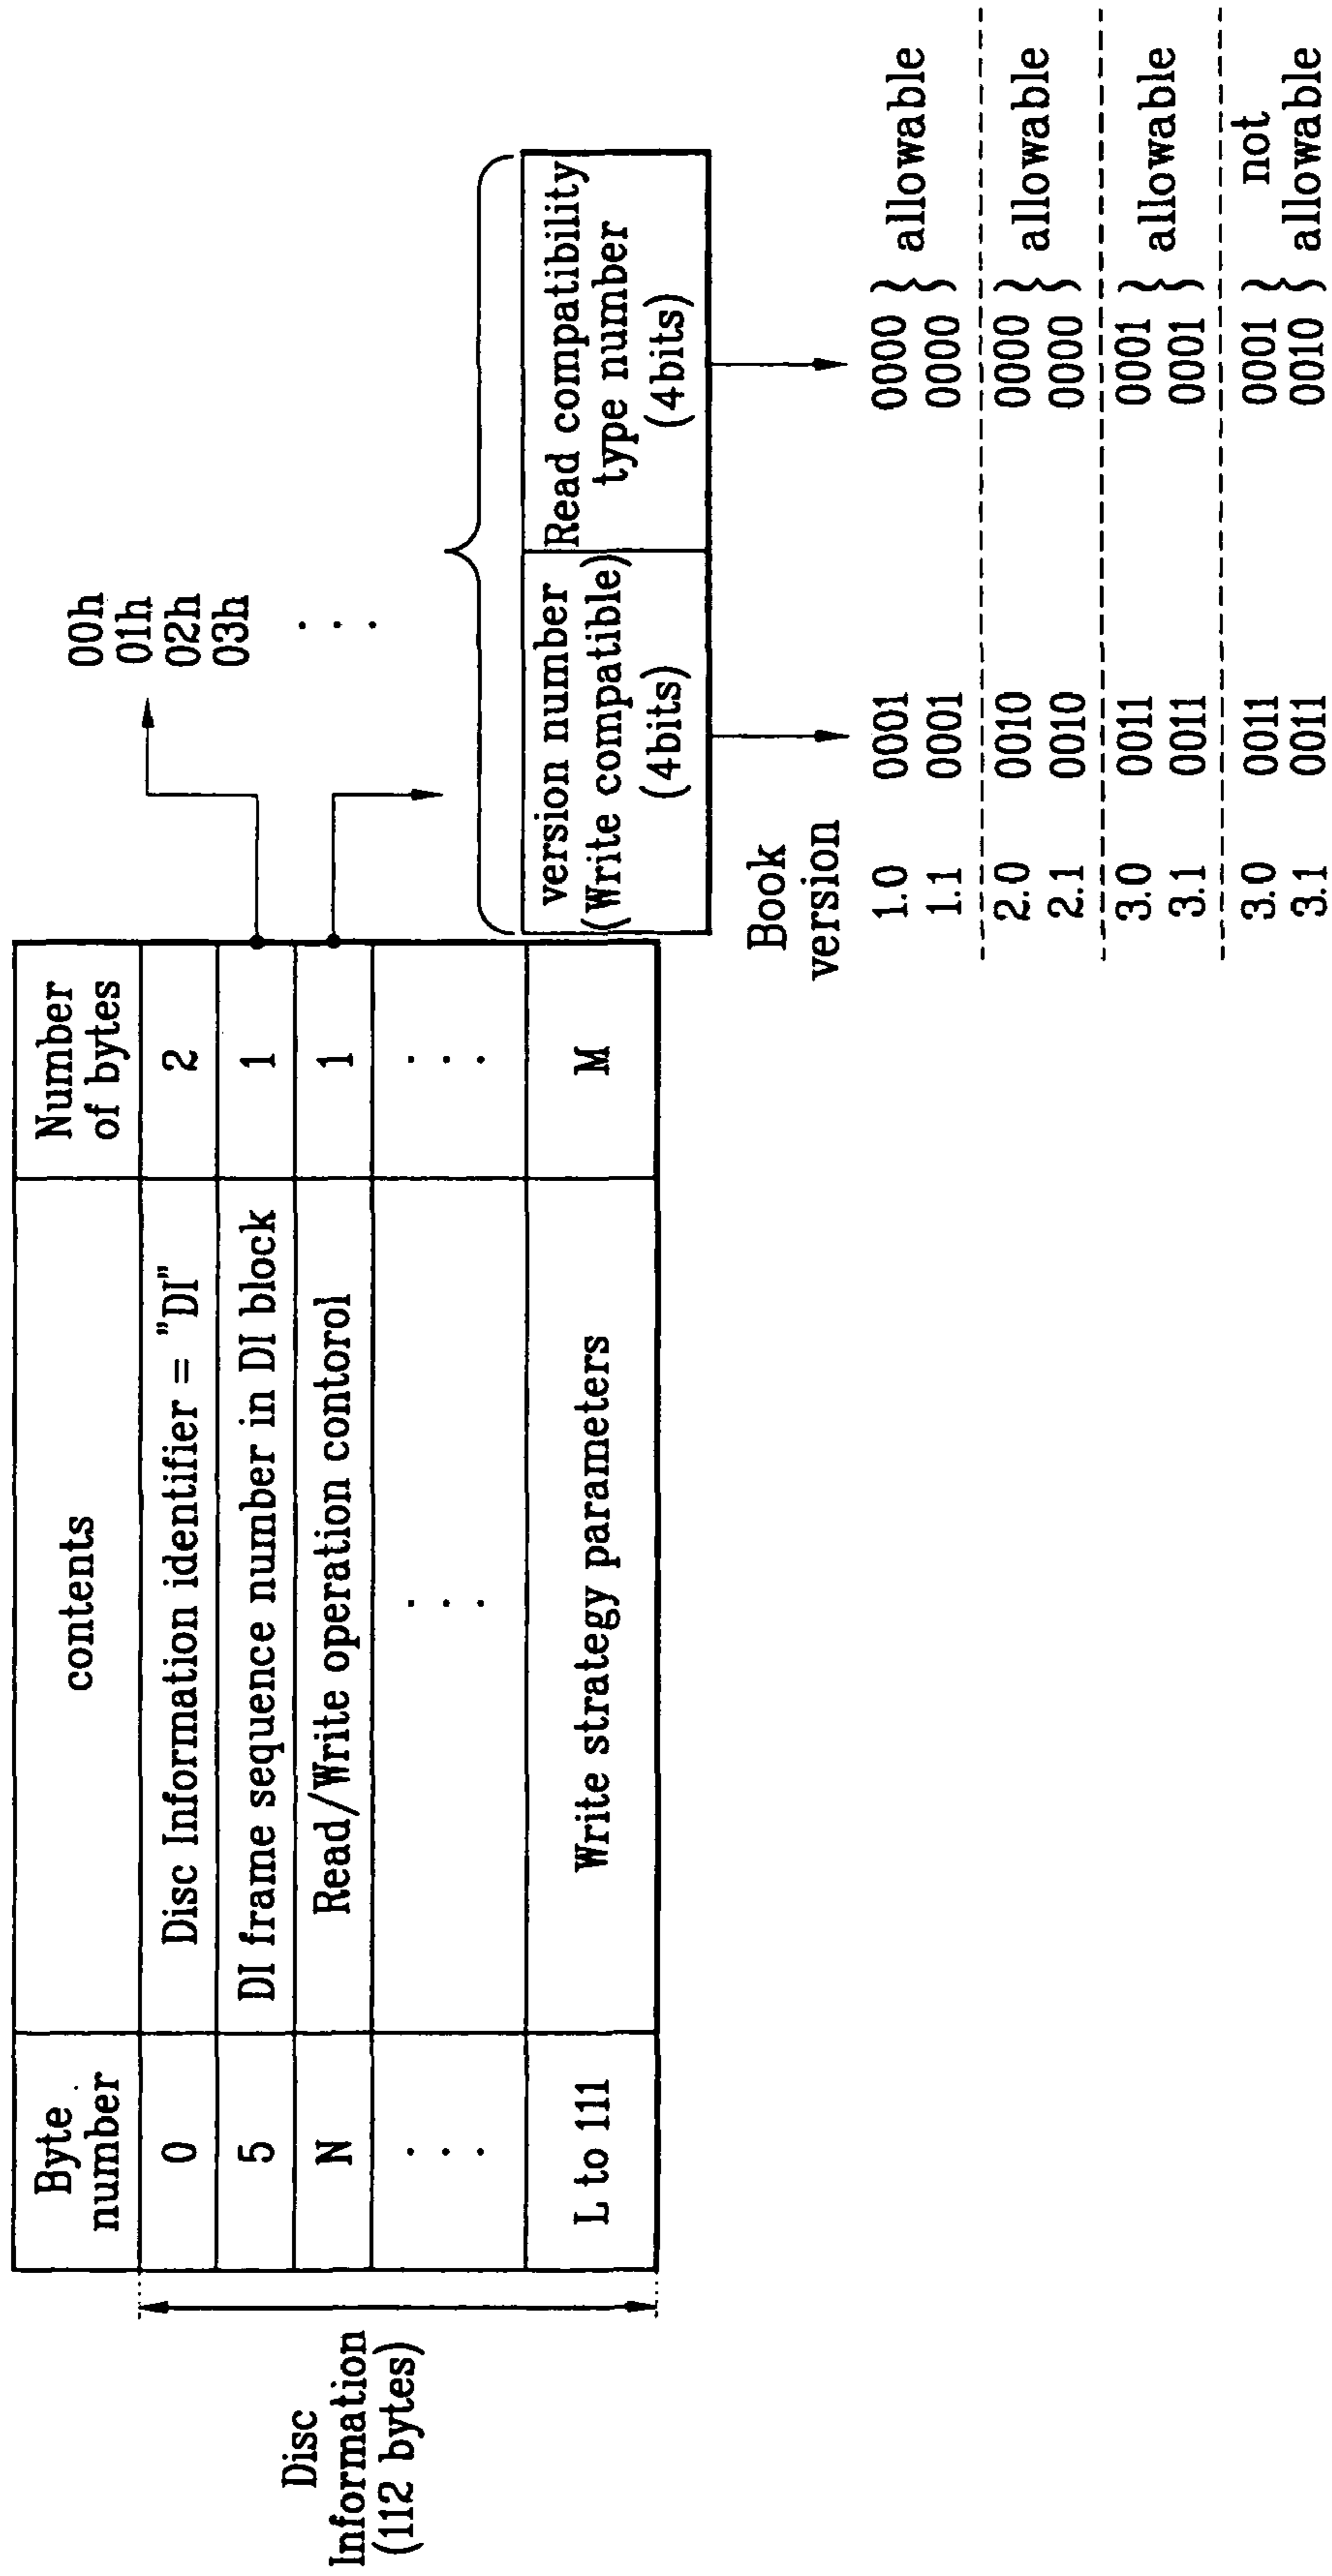 Byte number contents Number of bytes
0 Disc Information identifier = "DI" 2
5 DI frame sequence number in DI block 1
N Read/Write operation contorol 1
... ... ...
L to 111 Write strategy parameters M
Disc
Information
(112 bytes)
00h
01h
02h
03h
...
version number
(Write compatible)
(4bits)
Read compatibility
type number
(4bits)
Book
version
1.0 0001 0000 } allowable
1.1 0001 0000
2.0 0010 0000 } allowable
2.1 0010 0000
3.0 0011 0001 } allowable
3.1 0011 0001
3.0 0011 0001 } not
3.1 0011 0010 allowable